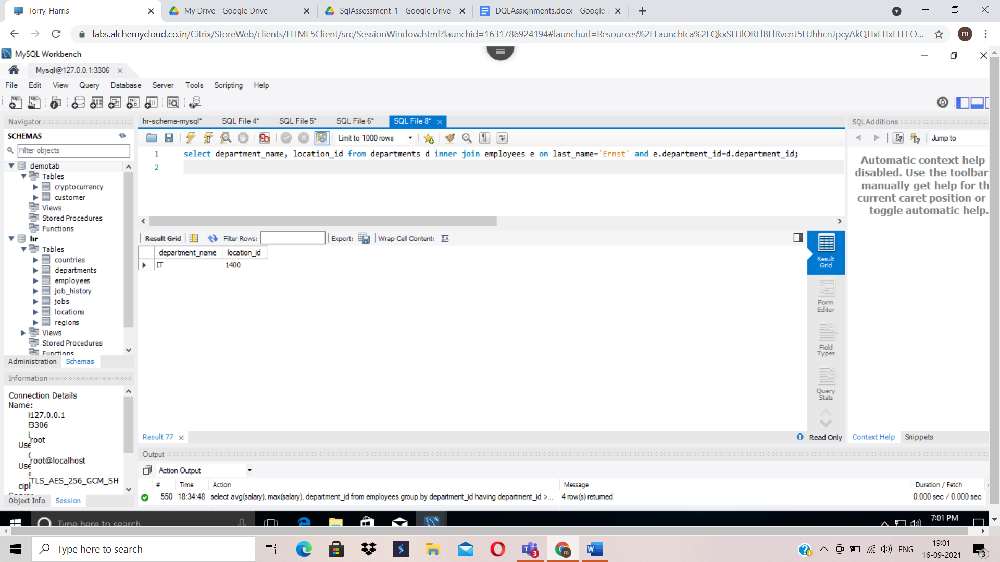 Torry-Harris
My Drive - Google Drive
SqlAssessment-1 - Google Drive
DQLAssignments.docx - Google
labs.alchemycloud.co.in/Citrix/StoreWeb/clients/HTML5Client/src/SessionWindow.html?launchid=1631786924194#launchurl=Resources%2FLaunchIca%2FQkxSLUlORElBLlRvcnJ5LUhhcnJpcyAkQTIxLTIxLTFEO...
m
MySQL Workbench
Mysql@127.0.0.1:3306
File Edit View Query Database Server Tools Scripting Help
Navigator
hr-schema-mysql* SQL File 4* SQL File 5* SQL File 6* SQL File 8*
SQLAdditions
SCHEMAS
Limit to 1000 rows
Jump to
Filter objects
1 select department_name, location_id from departments d inner join employees e on last_name='Ernst' and e.department_id=d.department_id;
2
Automatic context help
disabled. Use the toolbar
manually get help for th
current caret position or
toggle automatic help.
demotab
Tables
cryptocurrency
customer
Views
Stored Procedures
Functions
hr
Tables
countries
departments
employees
job_history
jobs
locations
regions
Views
Stored Procedures
Functions
Administration Schemas
Result Grid Filter Rows: Export: Wrap Cell Content:
department_name location_id
IT 1400
Result
Grid
Form
Editor
Field
Types
Query
Stats
Information
Connection Details
Name:
127.0.0.1
3306
root
Use
root@localhost
Use
TLS_AES_256_GCM_SH
ciph
Object Info Session
Result 77
Read Only
Context Help Snippets
Output
Action Output
# Time Action Message Duration / Fetch
550 18:34:48 select avg(salary), max(salary), department_id from employees group by department_id having department_id >... 4 row(s) returned 0.000 sec / 0.000 sec
Type here to search
7:01 PM
Type here to search
3
ENG
19:01
16-09-2021
3